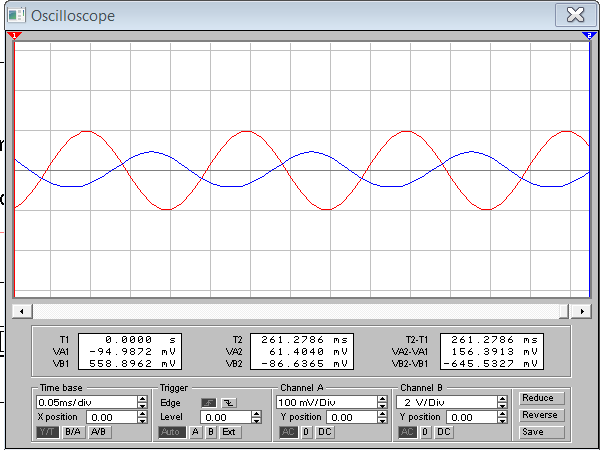 Oscilloscope
1
2
T1 0.0000 s T2 261.2786 ms T2-T1 261.2786 ms
VA1 -94.9872 mV VA2 61.4040 mV VA2-VA1 156.3913 mV
VB1 558.8962 mV VB2 -86.6365 mV VB2-VB1 -645.5327 mV
Time base Trigger Channel A Channel B Reduce
0.05ms/div Edge 100 mV/Div 2 V/Div
X position 0.00 Level 0.00 Y position 0.00 Y position 0.00 Reverse
Y/T B/A A/B Auto A B Ext AC 0 DC AC 0 DC Save